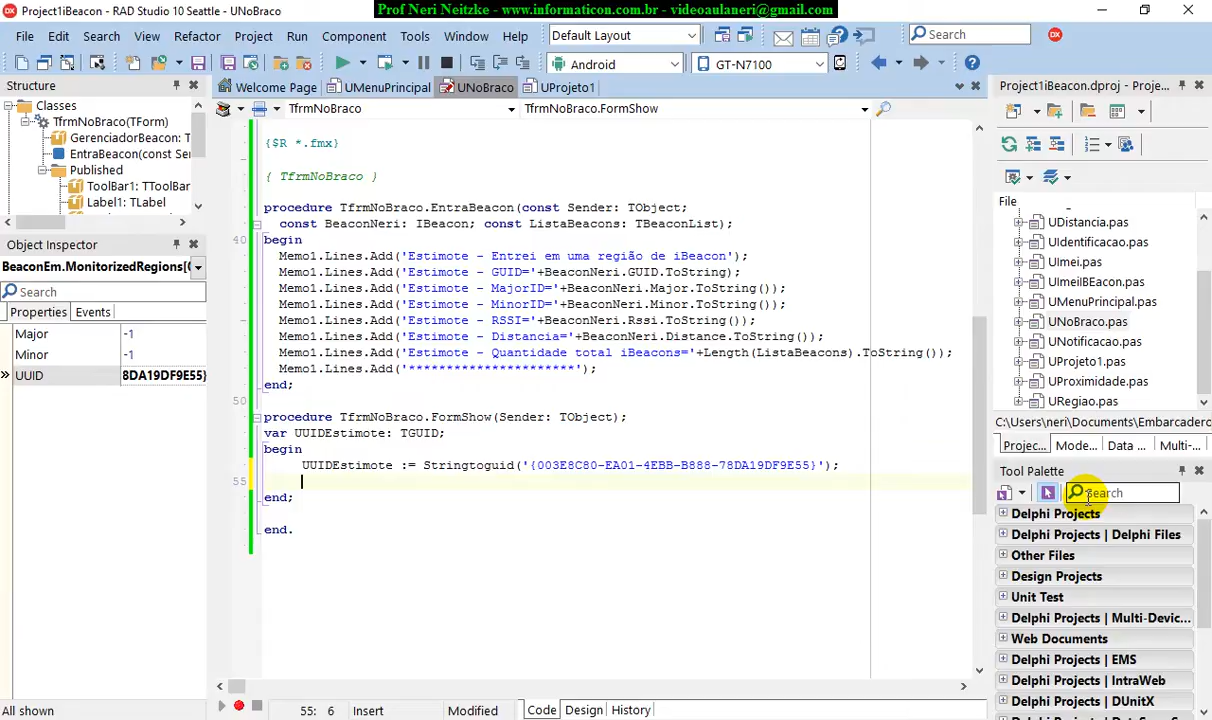 Project1iBeacon - RAD Studio 10 Seattle - UNoBraco
Prof Neri Neitzke - www.informaticon.com.br - videoaulaneri@gmail.com
File Edit Search View Refactor Project Run Component Tools Window Help
Default Layout
Search
Android
GT-N7100
Structure
Classes
TfrmNoBraco(TForm)
GerenciadorBeacon: T
EntraBeacon(const Ser
Published
ToolBar1: TToolBar
Label1: TLabel
Object Inspector
BeaconEm.MonitorizedRegions[0
Search
Properties Events
Major -1
Minor -1
UUID 8DA19DF9E55}
All shown
Welcome Page UMenuPrincipal UNoBraco UProjeto1
TfrmNoBraco TfrmNoBraco.FormShow
{$R *.fmx}
{ TfrmNoBraco }
procedure TfrmNoBraco.EntraBeacon(const Sender: TObject;
const BeaconNeri: IBeacon; const ListaBeacons: TBeaconList);
40 begin
Memo1.Lines.Add('Estimote - Entrei em uma região de iBeacon');
Memo1.Lines.Add('Estimote - GUID='+BeaconNeri.GUID.ToString);
Memo1.Lines.Add('Estimote - MajorID='+BeaconNeri.Major.ToString());
Memo1.Lines.Add('Estimote - MinorID='+BeaconNeri.Minor.ToString());
Memo1.Lines.Add('Estimote - RSSI='+BeaconNeri.Rssi.ToString());
Memo1.Lines.Add('Estimote - Distancia='+BeaconNeri.Distance.ToString());
Memo1.Lines.Add('Estimote - Quantidade total iBeacons='+Length(ListaBeacons).ToString());
Memo1.Lines.Add('**********************');
end;
50
procedure TfrmNoBraco.FormShow(Sender: TObject);
var UUIDEstimote: TGUID;
begin
UUIDEstimote := Stringtoguid('{003E8C80-EA01-4EBB-B888-78DA19DF9E55}');
55
end;
end.
55: 6 Insert Modified Code Design History
Project1iBeacon.dproj - Proje...
File
UDistancia.pas
UIdentificacao.pas
UImei.pas
UImeilBEacon.pas
UMenuPrincipal.pas
UNoBraco.pas
UNotificacao.pas
UProjeto1.pas
UProximidade.pas
URegiao.pas
C:\Users\neri\Documents\Embarcadero
Projec... Mode... Data ... Multi-...
Tool Palette
Search
Delphi Projects
Delphi Projects | Delphi Files
Other Files
Design Projects
Unit Test
Delphi Projects | Multi-Devic...
Web Documents
Delphi Projects | EMS
Delphi Projects | IntraWeb
Delphi Projects | DUnitX